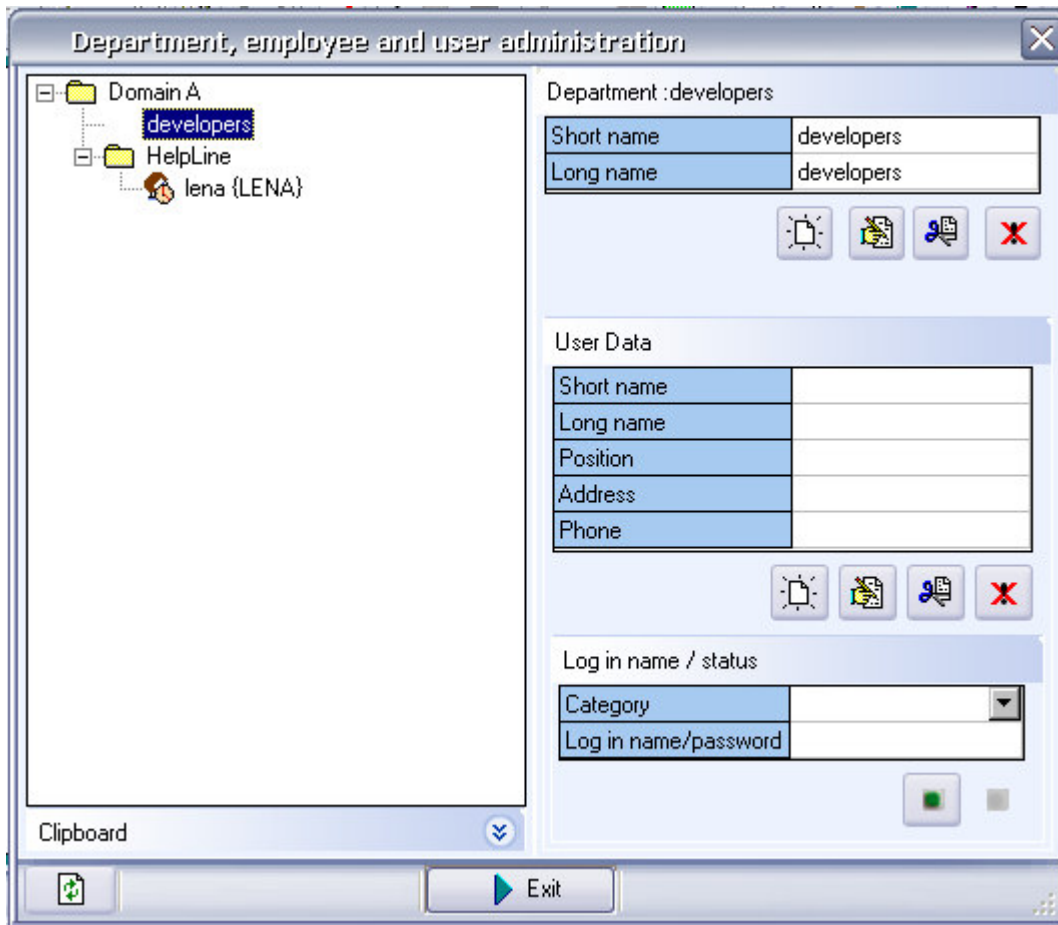 Department, employee and user administration
Domain A
developers
HelpLine
lena {LENA}
Clipboard
Department :developers
Short name developers
Long name developers
User Data
Short name
Long name
Position
Address
Phone
Log in name / status
Category
Log in name/password
Exit